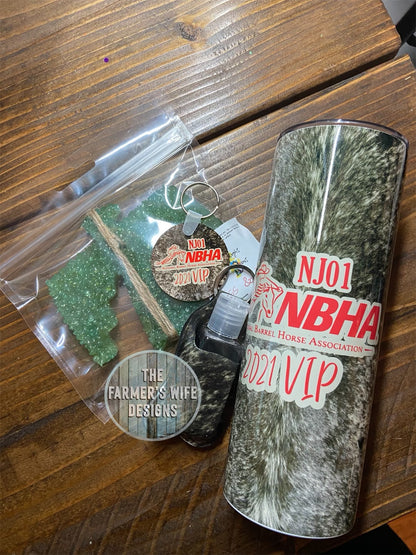 NJ01
NBHA
2021 VIP
THE
FARMER'S WIFE
DESIGNS
NJ01
NBHA
BARREL HORSE ASSOCIATION
2021 VIP